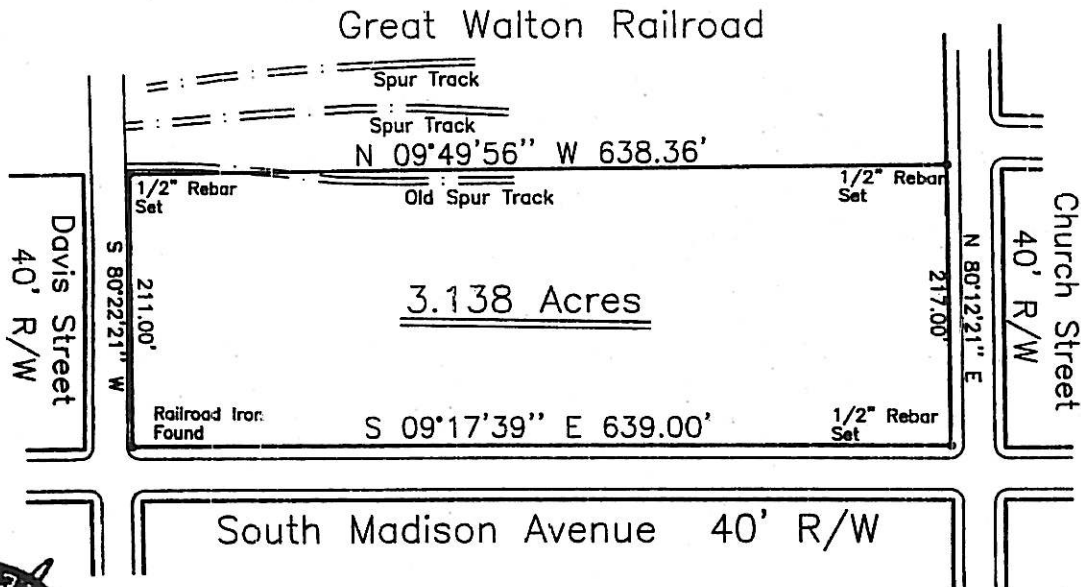 Great Walton Railroad
Spur Track
Spur Track
N 09°49'56" W 638.36'
1/2" Rebar
Set
Old Spur Track
1/2" Rebar
Set
Davis Street
40' R/W
S 80°22'21" W
211.00'
3.138 Acres
217.00'
N 80°12'21" E
Church Street
40' R/W
Railroad Iron
Found
S 09°17'39" E 639.00'
1/2" Rebar
Set
South Madison Avenue 40' R/W